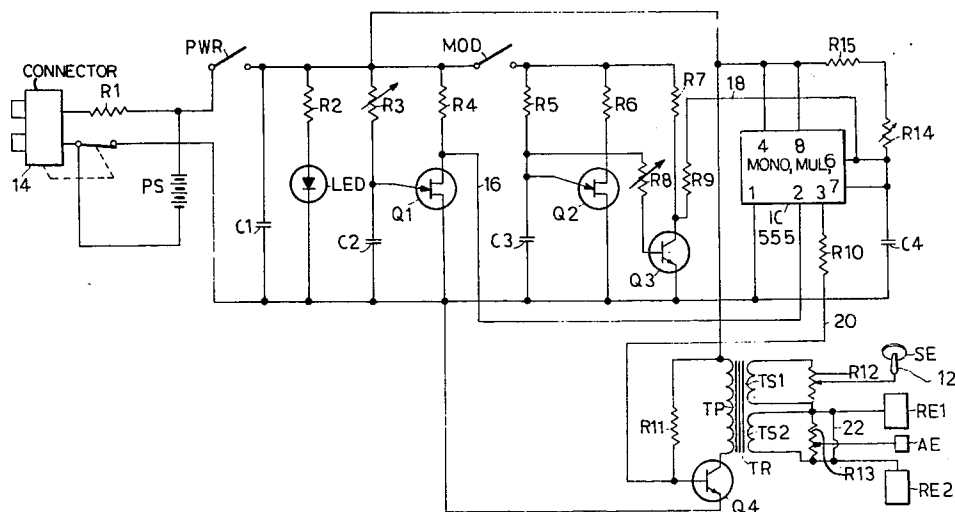 PWR
MOD
R15
CONNECTOR
R1
R2
R3
R4
R5
R6
R7
18
R14
4 8
MONO, MUL, 6
7
1 2 3
IC
555
14
PS
LED
Q1
16
Q2
R8
R9
C1
C2
C3
Q3
R10
C4
20
SE
12
R12
TS1
RE1
R11
TP
TS2
22
AE
TR
R13
RE2
Q4